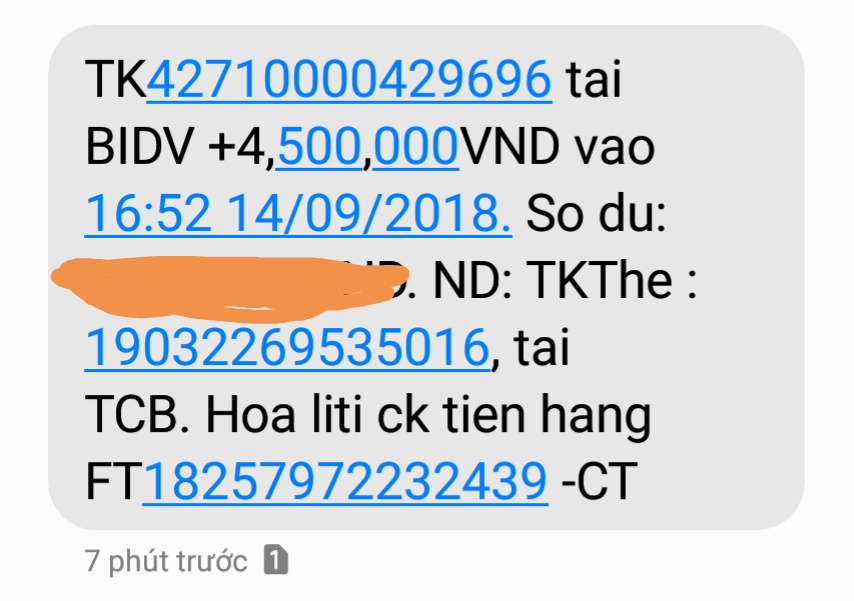 TK42710000429696 tai
BIDV +4,500,000VND vao
16:52 14/09/2018. So du:
ND: TKThe :
19032269535016, tai
TCB. Hoa liti ck tien hang
FT18257972232439 -CT
7 phút trước 1